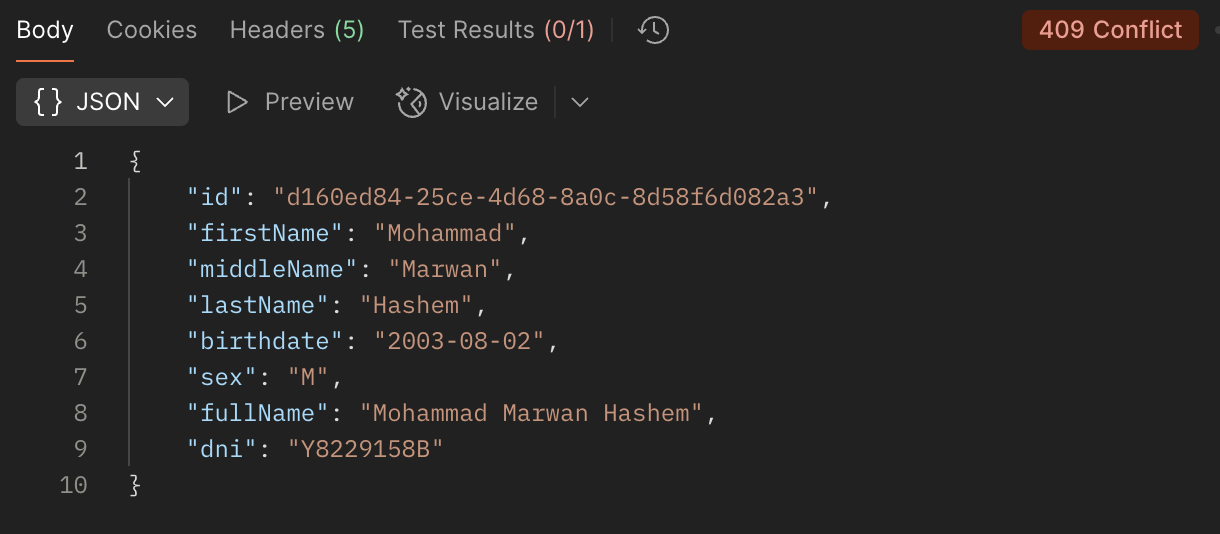 Body Cookies Headers (5) Test Results (0/1) 409 Conflict
{ } JSON Preview Visualize
1 {
2 "id": "d160ed84-25ce-4d68-8a0c-8d58f6d082a3",
3 "firstName": "Mohammad",
4 "middleName": "Marwan",
5 "lastName": "Hashem",
6 "birthdate": "2003-08-02",
7 "sex": "M",
8 "fullName": "Mohammad Marwan Hashem",
9 "dni": "Y8229158B"
10 }